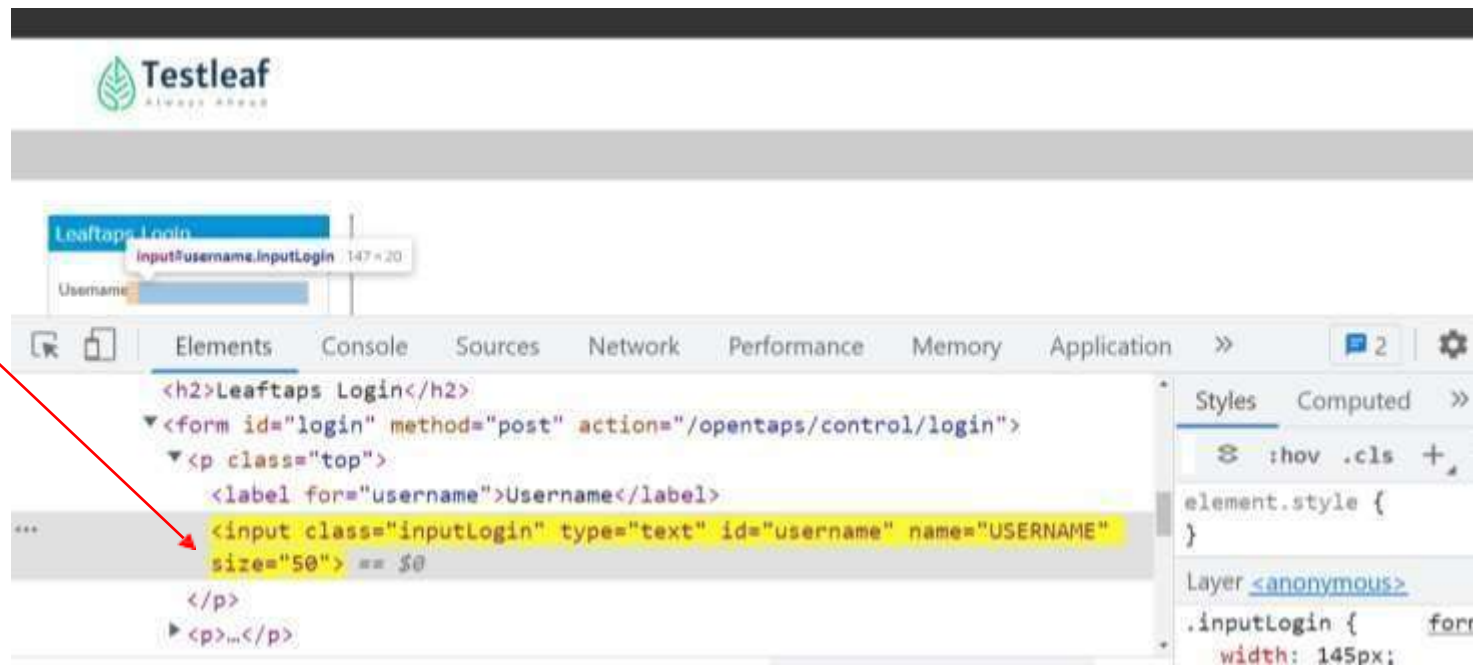 Testleaf
Always Ahead
Leaftaps Login
input#username.inputLogin 147 × 20
Username
Elements Console Sources Network Performance Memory Application » 2
<h2>Leaftaps Login</h2>
▼<form id="login" method="post" action="/opentaps/control/login">
▼<p class="top">
<label for="username">Username</label>
... <input class="inputLogin" type="text" id="username" name="USERNAME"
size="50"> == $0
</p>
▶<p>…</p>
Styles Computed »
:hov .cls +
element.style {
}
Layer <anonymous>
.inputLogin { forr
width: 145px;